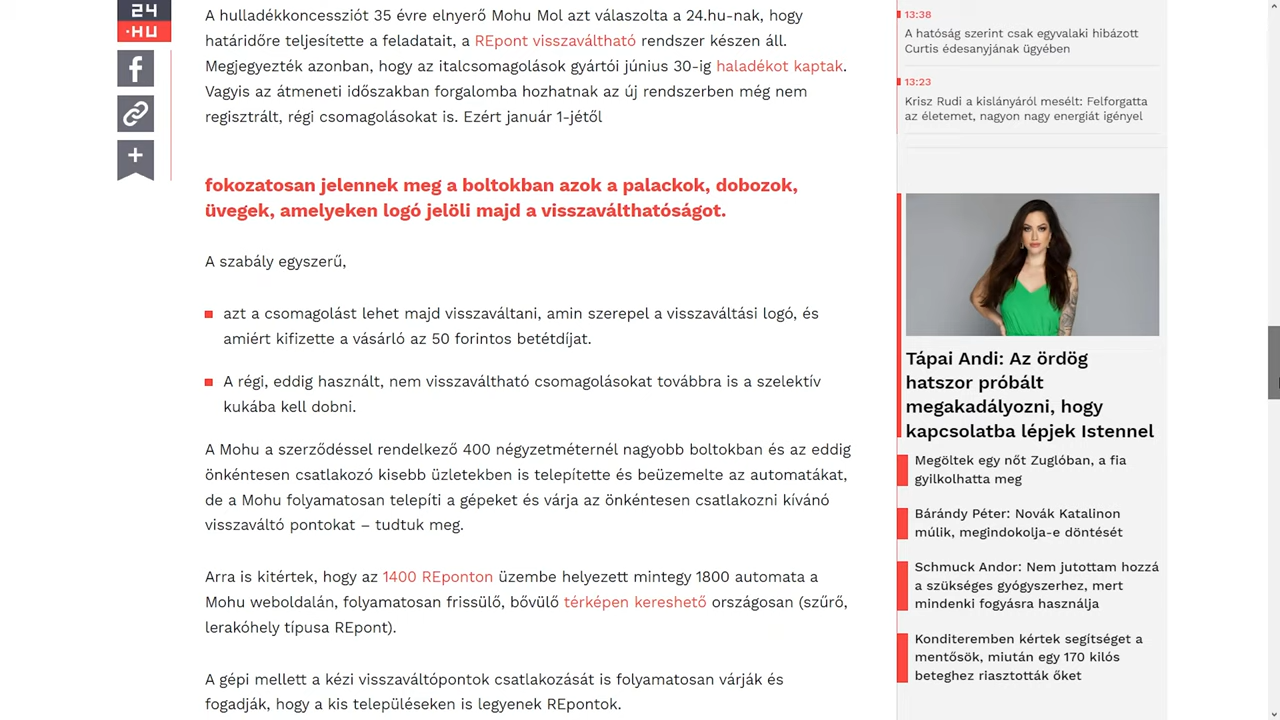 24
.HU
A hulladékkoncessziót 35 évre elnyerő Mohu Mol azt válaszolta a 24.hu-nak, hogy
határidőre teljesítette a feladatait, a REpont visszaváltható rendszer készen áll.
Megjegyezték azonban, hogy az italcsomagolások gyártói június 30-ig haladékot kaptak.
Vagyis az átmeneti időszakban forgalomba hozhatnak az új rendszerben még nem
regisztrált, régi csomagolásokat is. Ezért január 1-jétől
fokozatosan jelennek meg a boltokban azok a palackok, dobozok,
üvegek, amelyeken logó jelöli majd a visszaválthatóságot.
A szabály egyszerű,
azt a csomagolást lehet majd visszaváltani, amin szerepel a visszaváltási logó, és
amiért kifizette a vásárló az 50 forintos betétdíjat.
A régi, eddig használt, nem visszaváltható csomagolásokat továbbra is a szelektív
kukába kell dobni.
A Mohu a szerződéssel rendelkező 400 négyzetméternél nagyobb boltokban és az eddig
önkéntesen csatlakozó kisebb üzletekben is telepítette és beüzemelte az automatákat,
de a Mohu folyamatosan telepíti a gépeket és várja az önkéntesen csatlakozni kívánó
visszaváltó pontokat – tudtuk meg.
Arra is kitértek, hogy az 1400 REponton üzembe helyezett mintegy 1800 automata a
Mohu weboldalán, folyamatosan frissülő, bővülő térképen kereshető országosan (szűrő,
lerakóhely típusa REpont).
A gépi mellett a kézi visszaváltópontok csatlakozását is folyamatosan várják és
fogadják, hogy a kis településeken is legyenek REpontok.
13:38
A hatóság szerint csak egyvalaki hibázott
Curtis édesanyjának ügyében
13:23
Krisz Rudi a kislányáról mesélt: Felforgatta
az életemet, nagyon nagy energiát igényel
Tápai Andi: Az ördög
hatszor próbált
megakadályozni, hogy
kapcsolatba lépjek Istennel
Megöltek egy nőt Zuglóban, a fia
gyilkolhatta meg
Bárándy Péter: Novák Katalinon
múlik, megindokolja-e döntését
Schmuck Andor: Nem jutottam hozzá
a szükséges gyógyszerhez, mert
mindenki fogyásra használja
Konditeremben kértek segítséget a
mentősök, miután egy 170 kilós
beteghez riasztották őket